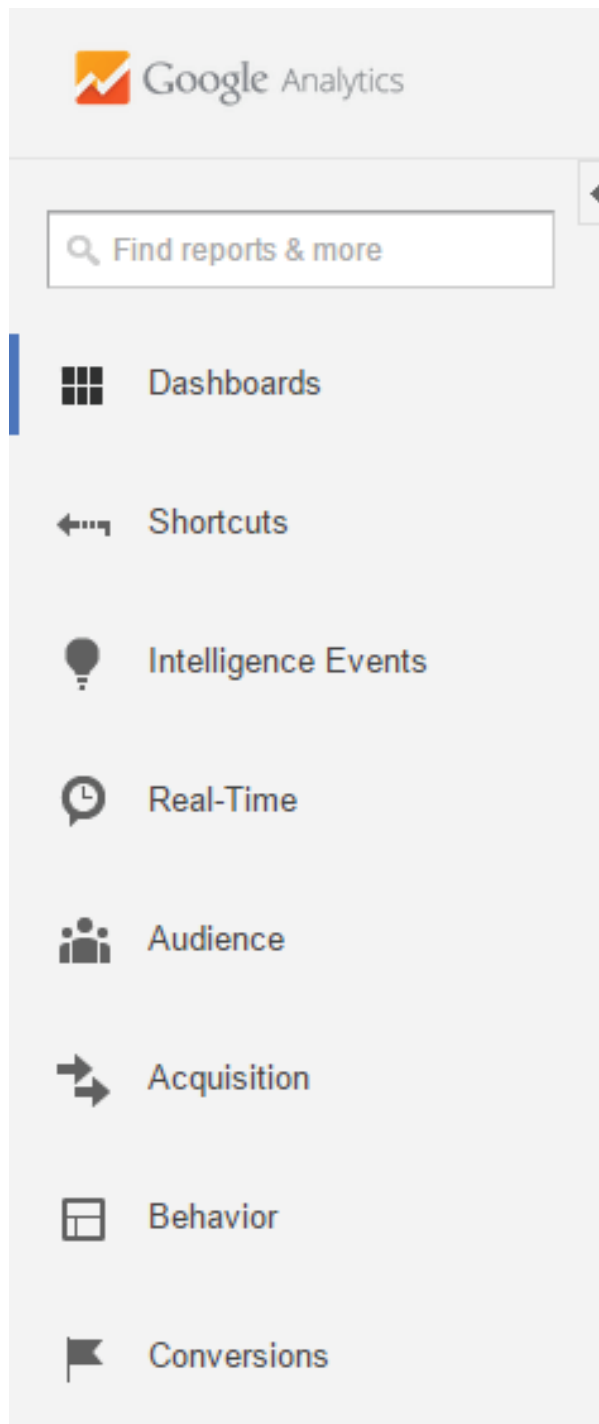 Google Analytics
Find reports & more
Dashboards
Shortcuts
Intelligence Events
Real-Time
Audience
Acquisition
Behavior
Conversions